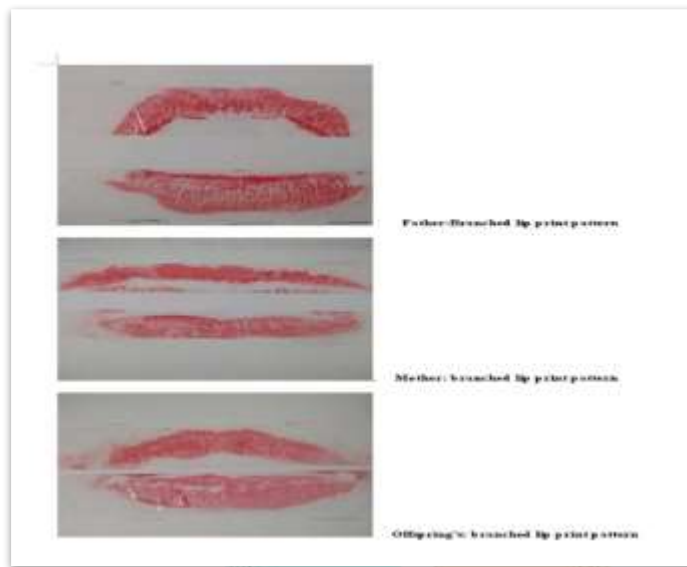 Father:Branched lip print pattern
Mother: branched lip print pattern
Offspring's: branched lip print pattern